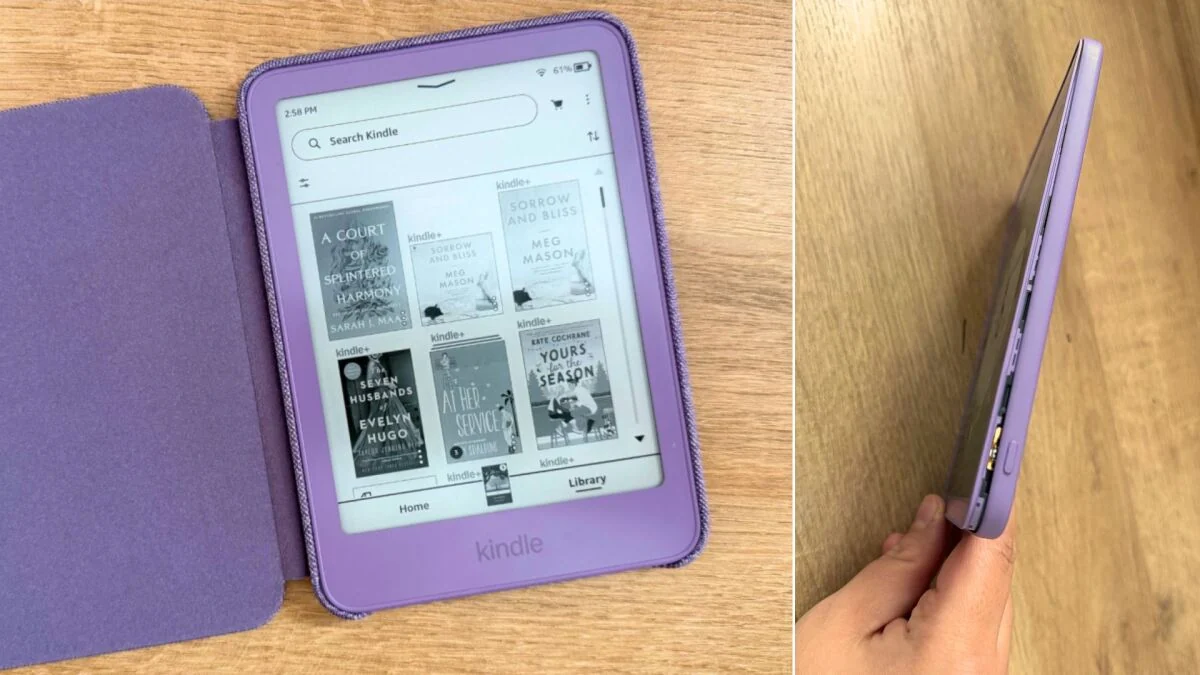 2:58 PM
61%
Search Kindle
A COURT
OF
SPLINTERED
HARMONY
SARAH J. MAAS
kindle+
SORROW
AND BLISS
MEG
MASON
kindle+
SORROW
AND BLISS
MEG
MASON
kindle+
THE
SEVEN
HUSBANDS
of
EVELYN
HUGO
kindle+
AT HER
SERVICE
SPALDING
3
kindle+
KATE COCHRANE
YOURS
for the
SEASON
kindle+
kindle+
Home
Library
kindle